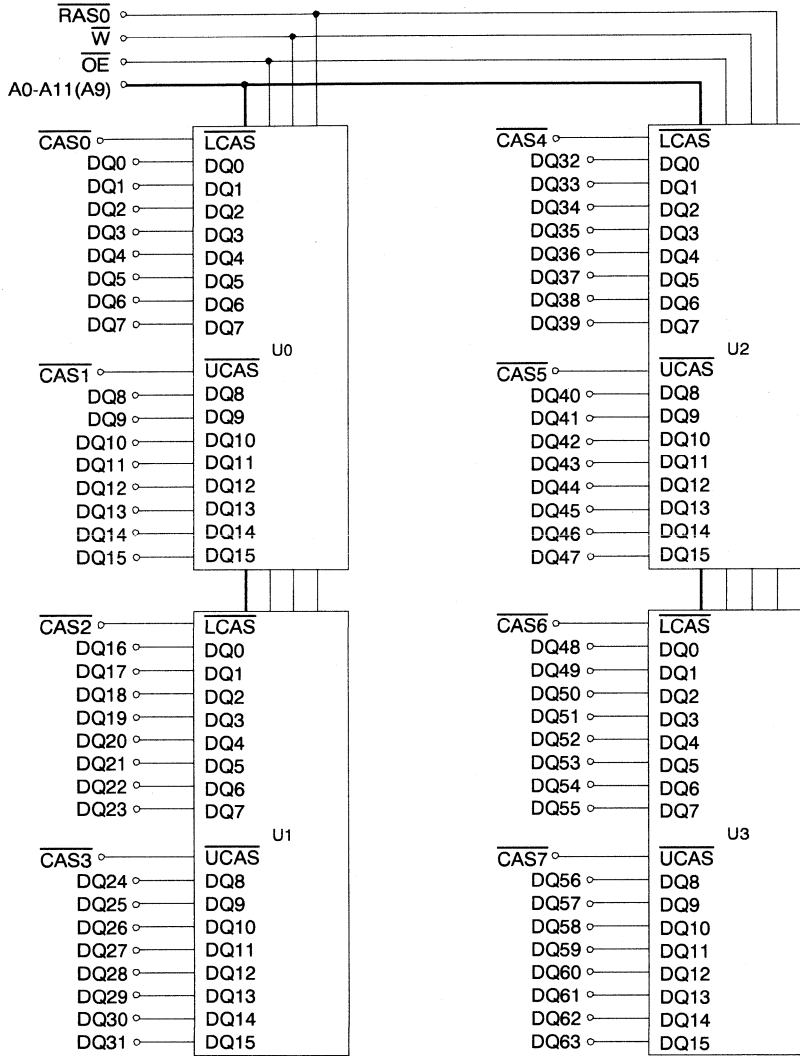 RAS0
W
OE
A0-A11(A9)
CAS0
LCAS
DQ0 DQ0
DQ1 DQ1
DQ2 DQ2
DQ3 DQ3
DQ4 DQ4
DQ5 DQ5
DQ6 DQ6
DQ7 DQ7
U0
CAS1 UCAS
DQ8 DQ8
DQ9 DQ9
DQ10 DQ10
DQ11 DQ11
DQ12 DQ12
DQ13 DQ13
DQ14 DQ14
DQ15 DQ15
CAS2 LCAS
DQ16 DQ0
DQ17 DQ1
DQ18 DQ2
DQ19 DQ3
DQ20 DQ4
DQ21 DQ5
DQ22 DQ6
DQ23 DQ7
U1
CAS3 UCAS
DQ24 DQ8
DQ25 DQ9
DQ26 DQ10
DQ27 DQ11
DQ28 DQ12
DQ29 DQ13
DQ30 DQ14
DQ31 DQ15
CAS4 LCAS
DQ32 DQ0
DQ33 DQ1
DQ34 DQ2
DQ35 DQ3
DQ36 DQ4
DQ37 DQ5
DQ38 DQ6
DQ39 DQ7
U2
CAS5 UCAS
DQ40 DQ8
DQ41 DQ9
DQ42 DQ10
DQ43 DQ11
DQ44 DQ12
DQ45 DQ13
DQ46 DQ14
DQ47 DQ15
CAS6 LCAS
DQ48 DQ0
DQ49 DQ1
DQ50 DQ2
DQ51 DQ3
DQ52 DQ4
DQ53 DQ5
DQ54 DQ6
DQ55 DQ7
U3
CAS7 UCAS
DQ56 DQ8
DQ57 DQ9
DQ58 DQ10
DQ59 DQ11
DQ60 DQ12
DQ61 DQ13
DQ62 DQ14
DQ63 DQ15